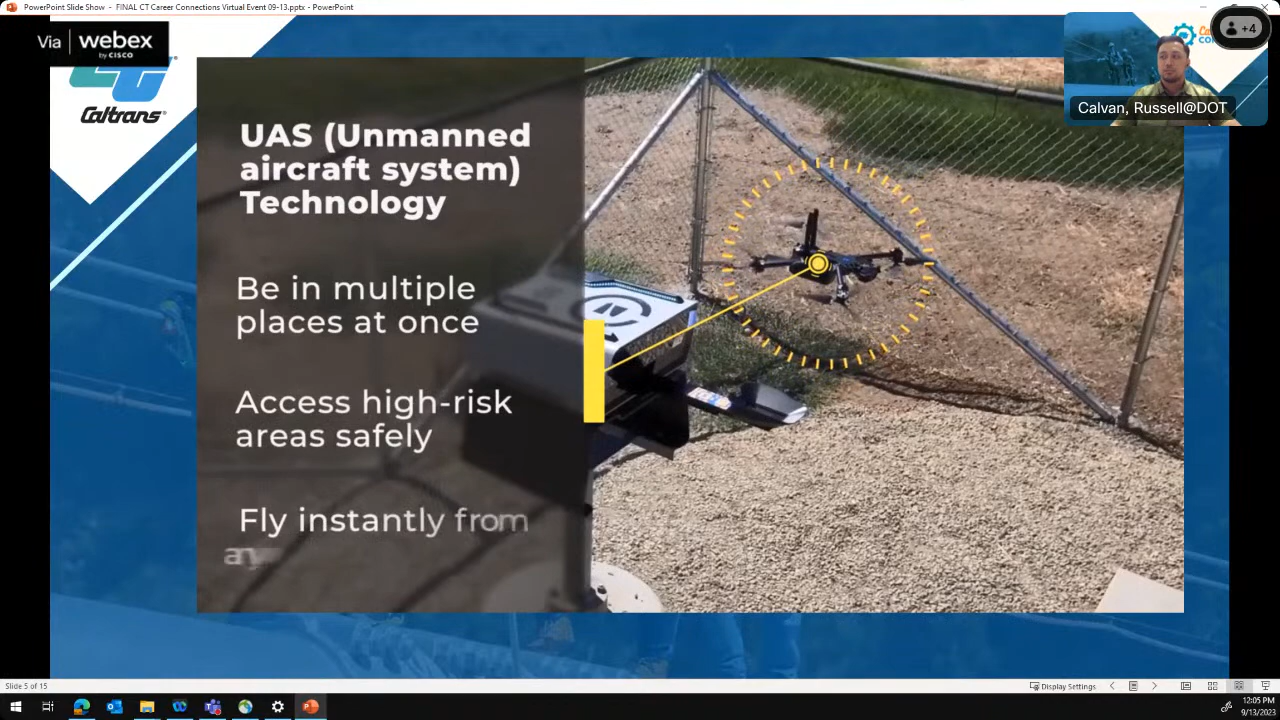 PowerPoint Slide Show - FINAL CT Career Connections Virtual Event 09-13.pptx - PowerPoint
Via webex
by CISCO
+4
Caltrans
Calvan, Russell@DOT
UAS (Unmanned
aircraft system)
Technology
Be in multiple
places at once
Access high-risk
areas safely
Fly instantly from
Slide 5 of 15
Display Settings
12:05 PM
9/13/2023